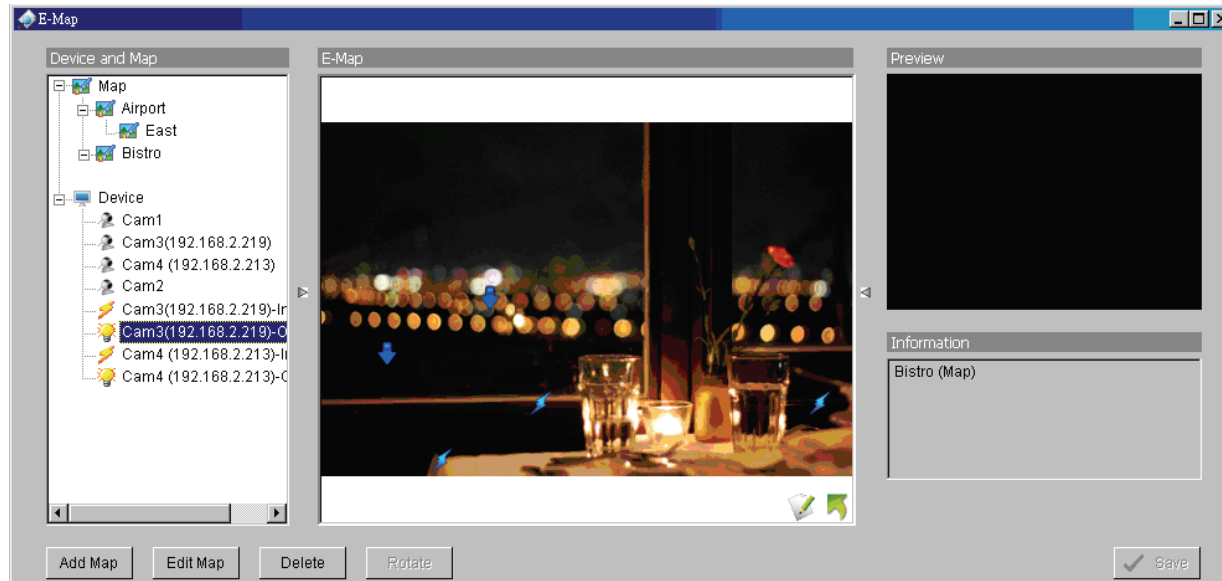 E-Map
Device and Map
Map
Airport
East
Bistro
Device
Cam1
Cam3(192.168.2.219)
Cam4 (192.168.2.213)
Cam2
Cam3(192.168.2.219)-Ir
Cam3(192.168.2.219)-O
Cam4 (192.168.2.213)-In
Cam4 (192.168.2.213)-O
E-Map
Preview
Information
Bistro (Map)
Add Map
Edit Map
Delete
Rotate
Save